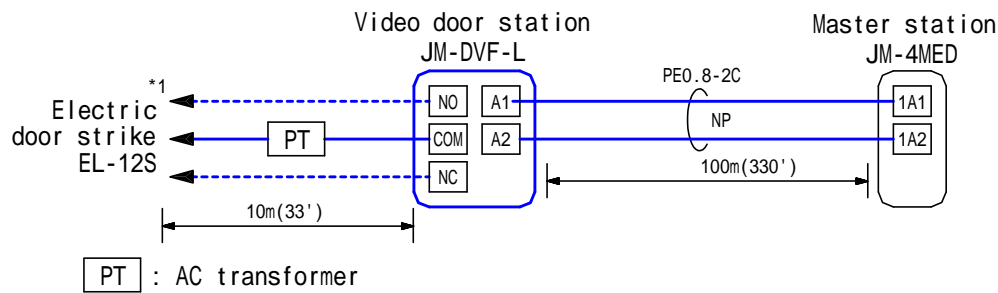 Video door station
JM-DVF-L
Master station
JM-4MED
*1
Electric
door strike
EL-12S
PT
NO
COM
NC
A1
A2
PE0.8-2C
NP
1A1
1A2
10m(33')
100m(330')
PT : AC transformer